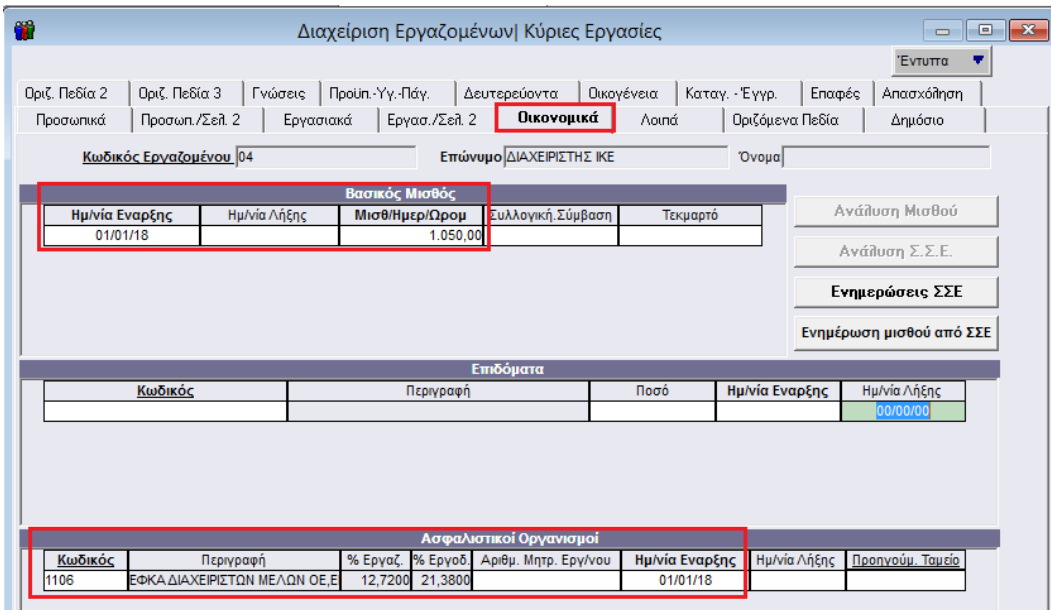 Διαχείριση Εργαζομένων| Κύριες Εργασίες
Έντυπα
Οριζ. Πεδία 2 Οριζ. Πεδία 3 Γνώσεις Προϋπ.-Υγ.-Πάγ. Δευτερεύοντα Οικογένεια Καταγ. - Έγγρ. Επαφές Απασχόληση
Προσωπικά Προσωπ./Σελ. 2 Εργασιακά Εργασ./Σελ. 2 Οικονομικά Λοιπά Οριζόμενα Πεδία Δημόσιο
Κωδικός Εργαζομένου 04 Επώνυμο ΔΙΑΧΕΙΡΙΣΤΗΣ ΙΚΕ Όνομα
Βασικός Μισθός
Ημ/νία Εναρξης Ημ/νία Λήξης Μισθ/Ημερ/Ωρομ Συλλογική.Σύμβαση Τεκμαρτό
01/01/18 1.050,00
Ανάλυση Μισθού
Ανάλυση Σ.Σ.Ε.
Ενημερώσεις ΣΣΕ
Ενημέρωση μισθού από ΣΣΕ
Επιδόματα
Κωδικός Περιγραφή Ποσό Ημ/νία Εναρξης Ημ/νία Λήξης
00/00/00
Ασφαλιστικοί Οργανισμοί
Κωδικός Περιγραφή % Εργαζ. % Εργοδ. Αριθμ. Μητρ. Εργ/νου Ημ/νία Εναρξης Ημ/νία Λήξης Προηγούμ. Ταμείο
1106 ΕΦΚΑ ΔΙΑΧΕΙΡΙΣΤΩΝ ΜΕΛΩΝ ΟΕ,Ε 12,7200 21,3800 01/01/18